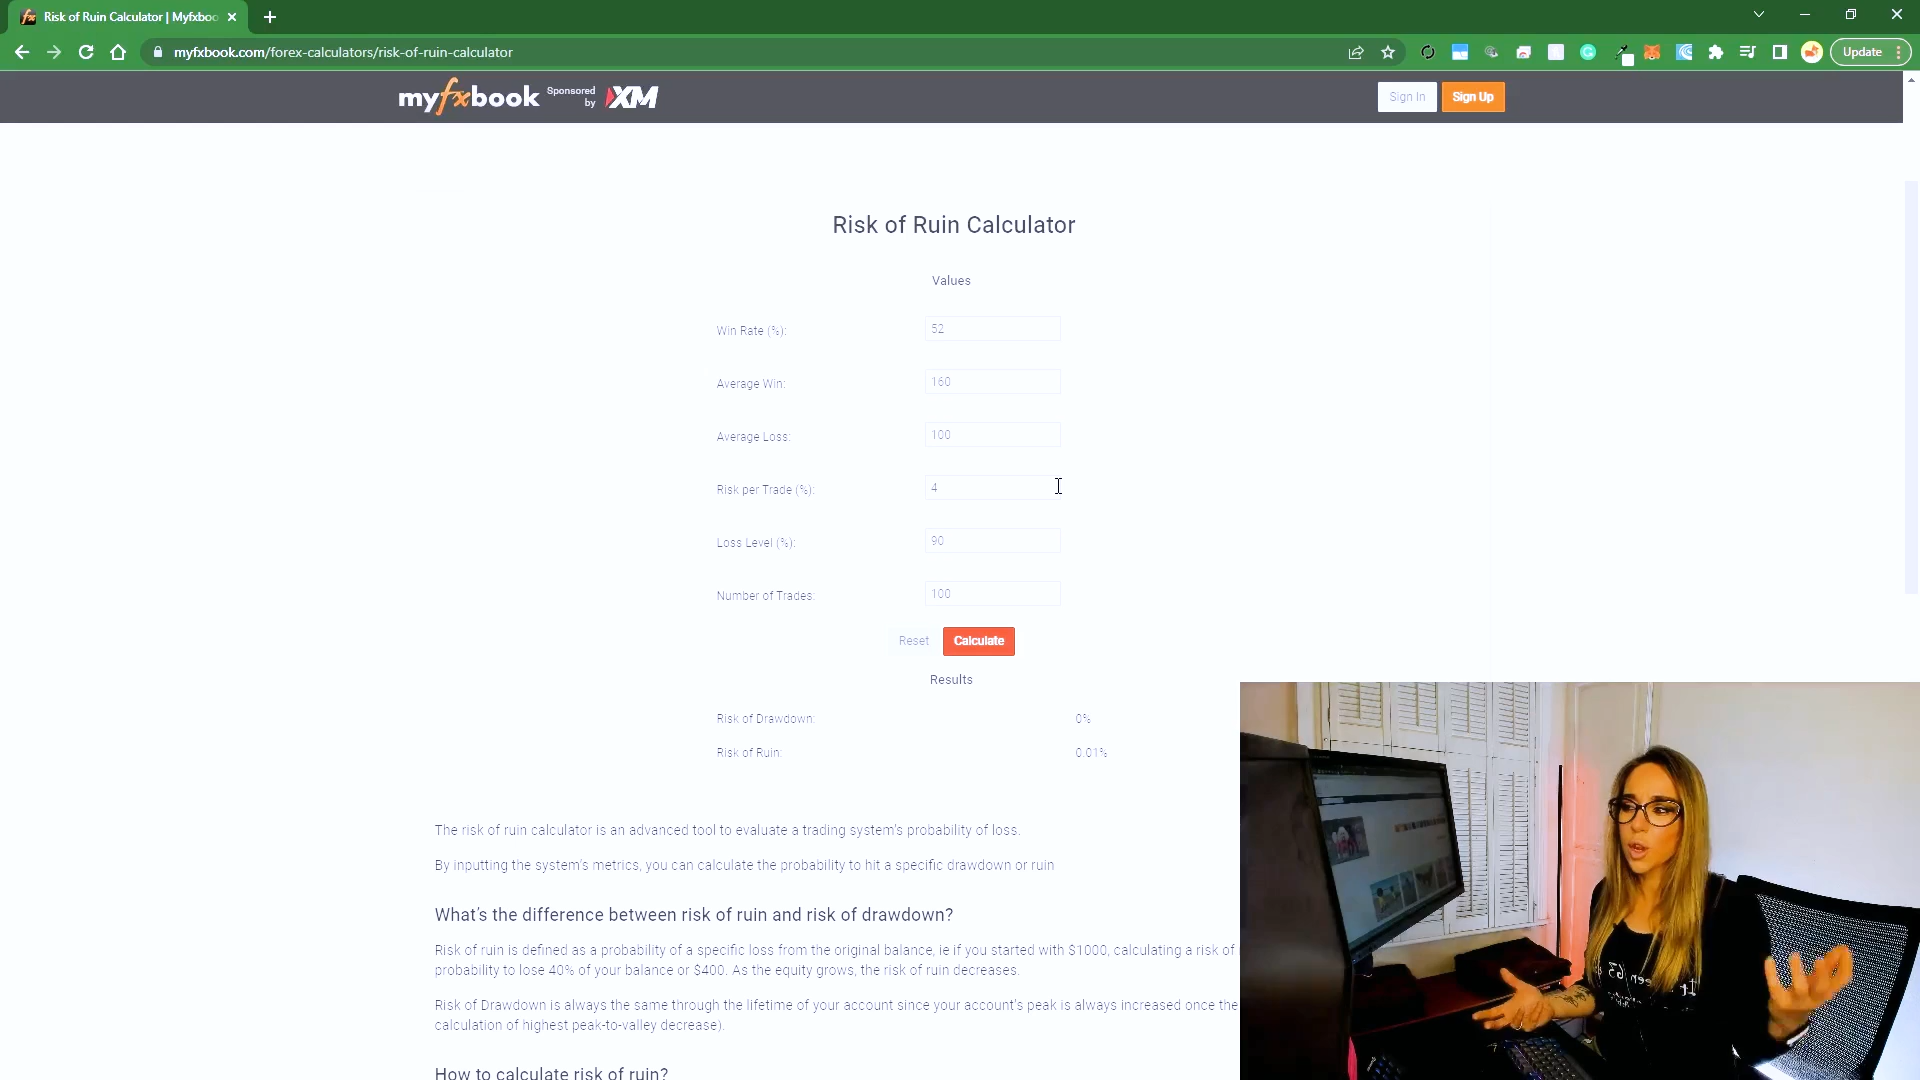 Risk of Ruin Calculator | Myfxboo
myfxbook.com/forex-calculators/risk-of-ruin-calculator
Update
myfxbook Sponsored by XM
Sign In
Sign Up
Risk of Ruin Calculator
Values
Win Rate (%): 52
Average Win: 160
Average Loss: 100
Risk per Trade (%): 4
Loss Level (%): 90
Number of Trades: 100
Reset Calculate
Results
Risk of Drawdown: 0%
Risk of Ruin: 0.01%
The risk of ruin calculator is an advanced tool to evaluate a trading system's probability of loss.
By inputting the system's metrics, you can calculate the probability to hit a specific drawdown or ruin
What's the difference between risk of ruin and risk of drawdown?
Risk of ruin is defined as a probability of a specific loss from the original balance, ie if you started with $1000, calculating a risk of
probability to lose 40% of your balance or $400. As the equity grows, the risk of ruin decreases.
Risk of Drawdown is always the same through the lifetime of your account since your account's peak is always increased once the
calculation of highest peak-to-valley decrease).
How to calculate risk of ruin?